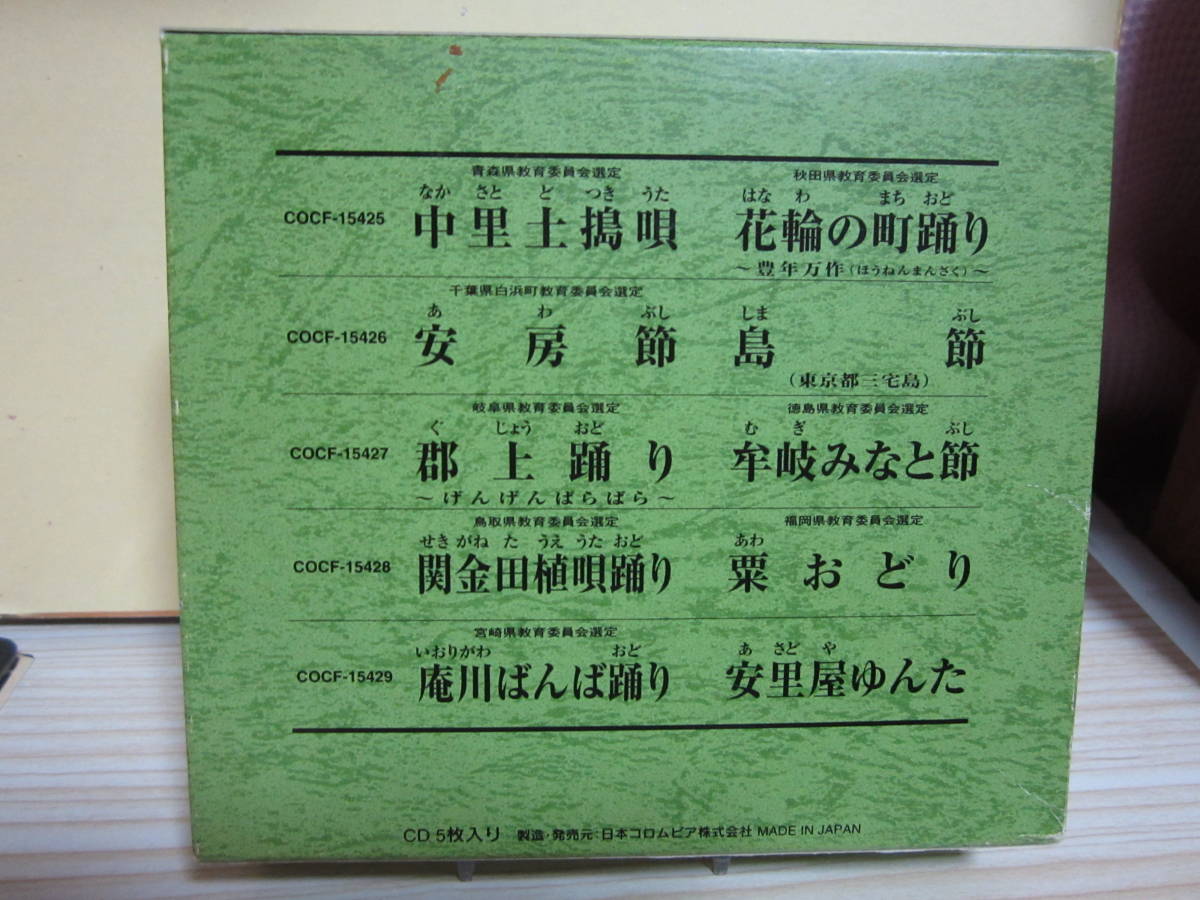 青森県教育委員会選定 秋田県教育委員会選定
なか さと ど つき うた はな わ まち おど
COCF-15425 中里土搗唄 花輪の町踊り
～豊年万作(ほうねんまんさく)～
千葉県白浜町教育委員会選定
あ わ ぶし しま ぶし
COCF-15426 安房節 島節
(東京都三宅島)
岐阜県教育委員会選定 徳島県教育委員会選定
ぐ じょう おど む ぎ ぶし
COCF-15427 郡上踊り 牟岐みなと節
～げんげんばらばら～
鳥取県教育委員会選定 福岡県教育委員会選定
せき がね た うえ うた おど あわ
COCF-15428 関金田植唄踊り 粟おどり
宮崎県教育委員会選定
いおりがわ おど あ さど や
COCF-15429 庵川ばんば踊り 安里屋ゆんた
CD 5枚入り 製造・発売元:日本コロムビア株式会社 MADE IN JAPAN